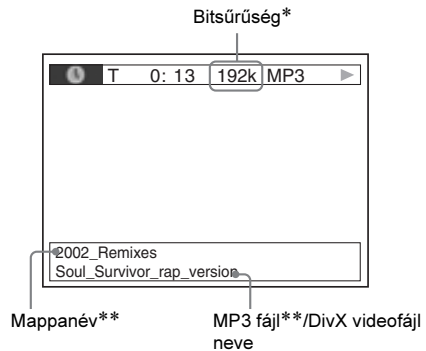 Bitsűrűség*
T 0: 13 192k MP3
2002_Remixes
Soul_Survivor_rap_version
Mappanév**
MP3 fájl**/DivX videofájl
neve